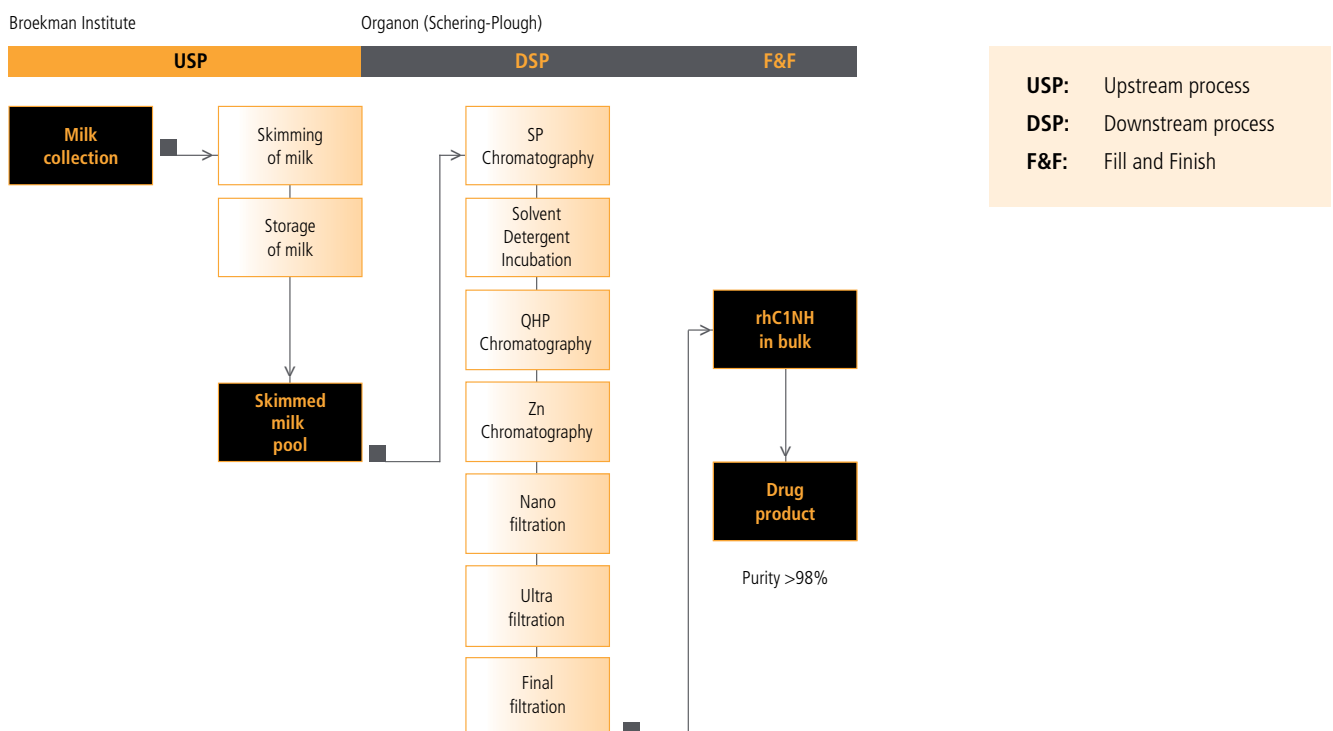 Broekman Institute
Organon (Schering-Plough)
USP
DSP
F&F
Milk
collection
Skimming
of milk
Storage
of milk
Skimmed
milk
pool
SP
Chromatography
Solvent
Detergent
Incubation
QHP
Chromatography
Zn
Chromatography
Nano
filtration
Ultra
filtration
Final
filtration
rhC1NH
in bulk
Drug
product
Purity >98%
USP: Upstream process
DSP: Downstream process
F&F: Fill and Finish